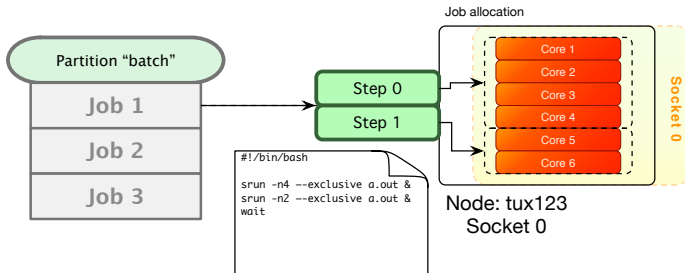 Job allocation
Partition “batch”
Job 1
Job 2
Job 3
Step 0
Step 1
Core 1
Core 2
Core 3
Core 4
Core 5
Core 6
Socket 0
#!/bin/bash
srun -n4 --exclusive a.out &
srun -n2 --exclusive a.out &
wait
Node: tux123
Socket 0